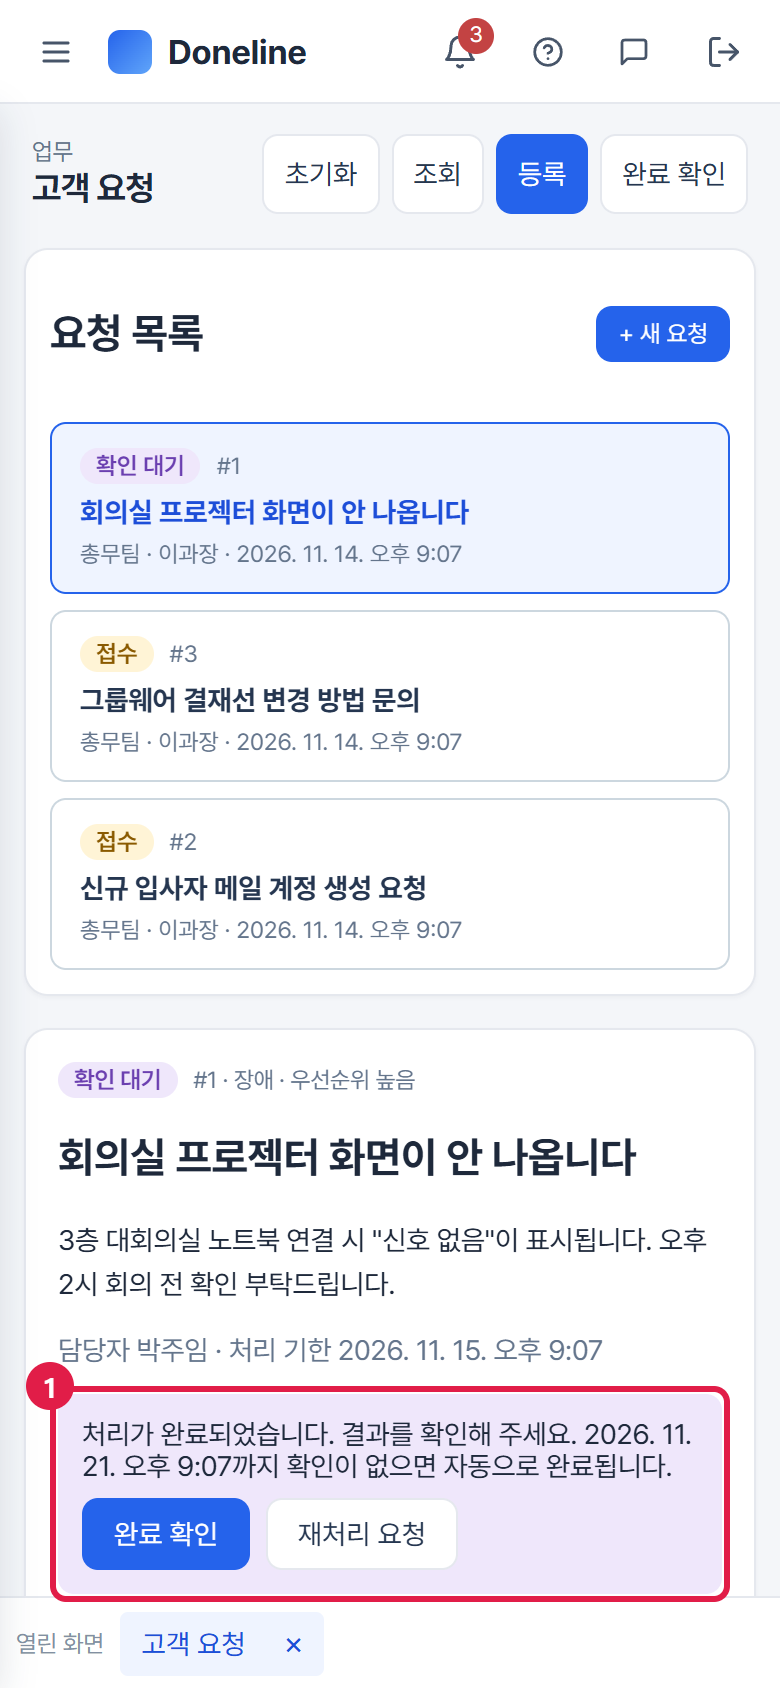 Doneline
3
업무
고객 요청
초기화
조회
등록
완료 확인
요청 목록
+ 새 요청
확인 대기 #1
회의실 프로젝터 화면이 안 나옵니다
총무팀 · 이과장 · 2026. 11. 14. 오후 9:07
접수 #3
그룹웨어 결재선 변경 방법 문의
총무팀 · 이과장 · 2026. 11. 14. 오후 9:07
접수 #2
신규 입사자 메일 계정 생성 요청
총무팀 · 이과장 · 2026. 11. 14. 오후 9:07
확인 대기 #1 · 장애 · 우선순위 높음
회의실 프로젝터 화면이 안 나옵니다
3층 대회의실 노트북 연결 시 "신호 없음"이 표시됩니다. 오후
2시 회의 전 확인 부탁드립니다.
담당자 박주임 · 처리 기한 2026. 11. 15. 오후 9:07
1
처리가 완료되었습니다. 결과를 확인해 주세요. 2026. 11.
21. 오후 9:07까지 확인이 없으면 자동으로 완료됩니다.
완료 확인
재처리 요청
열린 화면
고객 요청 ×